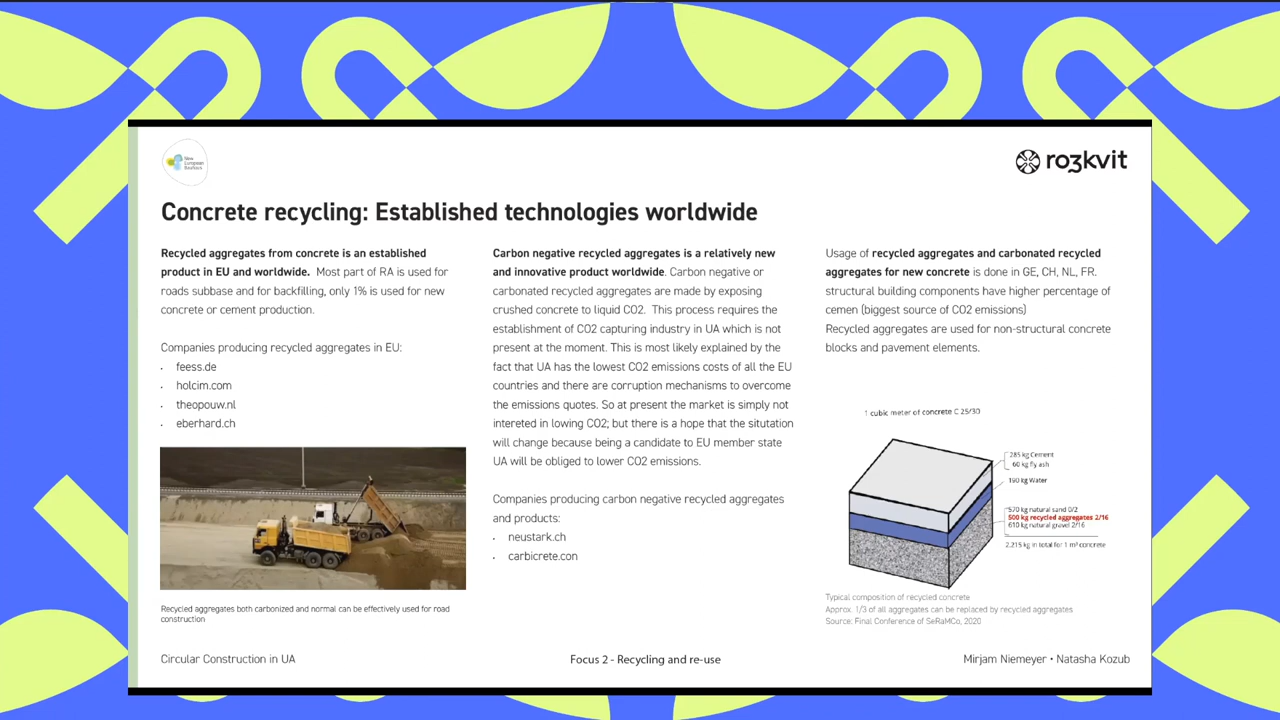 New
European
Bauhaus
ro3kvit
Concrete recycling: Established technologies worldwide
Recycled aggregates from concrete is an established
product in EU and worldwide. Most part of RA is used for
roads subbase and for backfilling, only 1% is used for new
concrete or cement production.
Companies producing recycled aggregates in EU:
· feess.de
· holcim.com
· theopouw.nl
· eberhard.ch
Recycled aggregates both carbonized and normal can be effectively used for road
construction
Carbon negative recycled aggregates is a relatively new
and innovative product worldwide. Carbon negative or
carbonated recycled aggregates are made by exposing
crushed concrete to liquid CO2. This process requires the
establishment of CO2 capturing industry in UA which is not
present at the moment. This is most likely explained by the
fact that UA has the lowest CO2 emissions costs of all the EU
countries and there are corruption mechanisms to overcome
the emissions quotes. So at present the market is simply not
intereted in lowing CO2; but there is a hope that the situtation
will change because being a candidate to EU member state
UA will be obliged to lower CO2 emissions.
Companies producing carbon negative recycled aggregates
and products:
· neustark.ch
· carbicrete.con
Usage of recycled aggregates and carbonated recycled
aggregates for new concrete is done in GE, CH, NL, FR.
structural building components have higher percentage of
cemen (biggest source of CO2 emissions)
Recycled aggregates are used for non-structural concrete
blocks and pavement elements.
1 cubic meter of concrete C 25/30
285 kg Cement
60 kg fly ash
190 kg Water
570 kg natural sand 0/2
500 kg recycled aggregates 2/16
610 kg natural gravel 2/16
2,215 kg in total for 1 m³ concrete
Typical composition of recycled concrete
Approx. 1/3 of all aggregates can be replaced by recycled aggregates
Source: Final Conference of SeRaMCo, 2020
Circular Construction in UA
Focus 2 - Recycling and re-use
Mirjam Niemeyer • Natasha Kozub